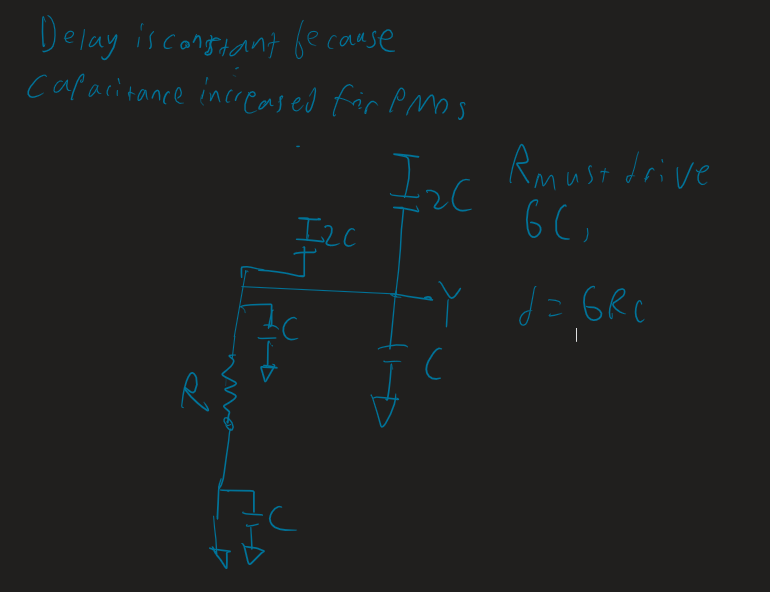 Delay is constant because
Capacitance increased for PMOS
R must drive
6C,
d = 6RC
2C
2C
Y
C
C
R
C